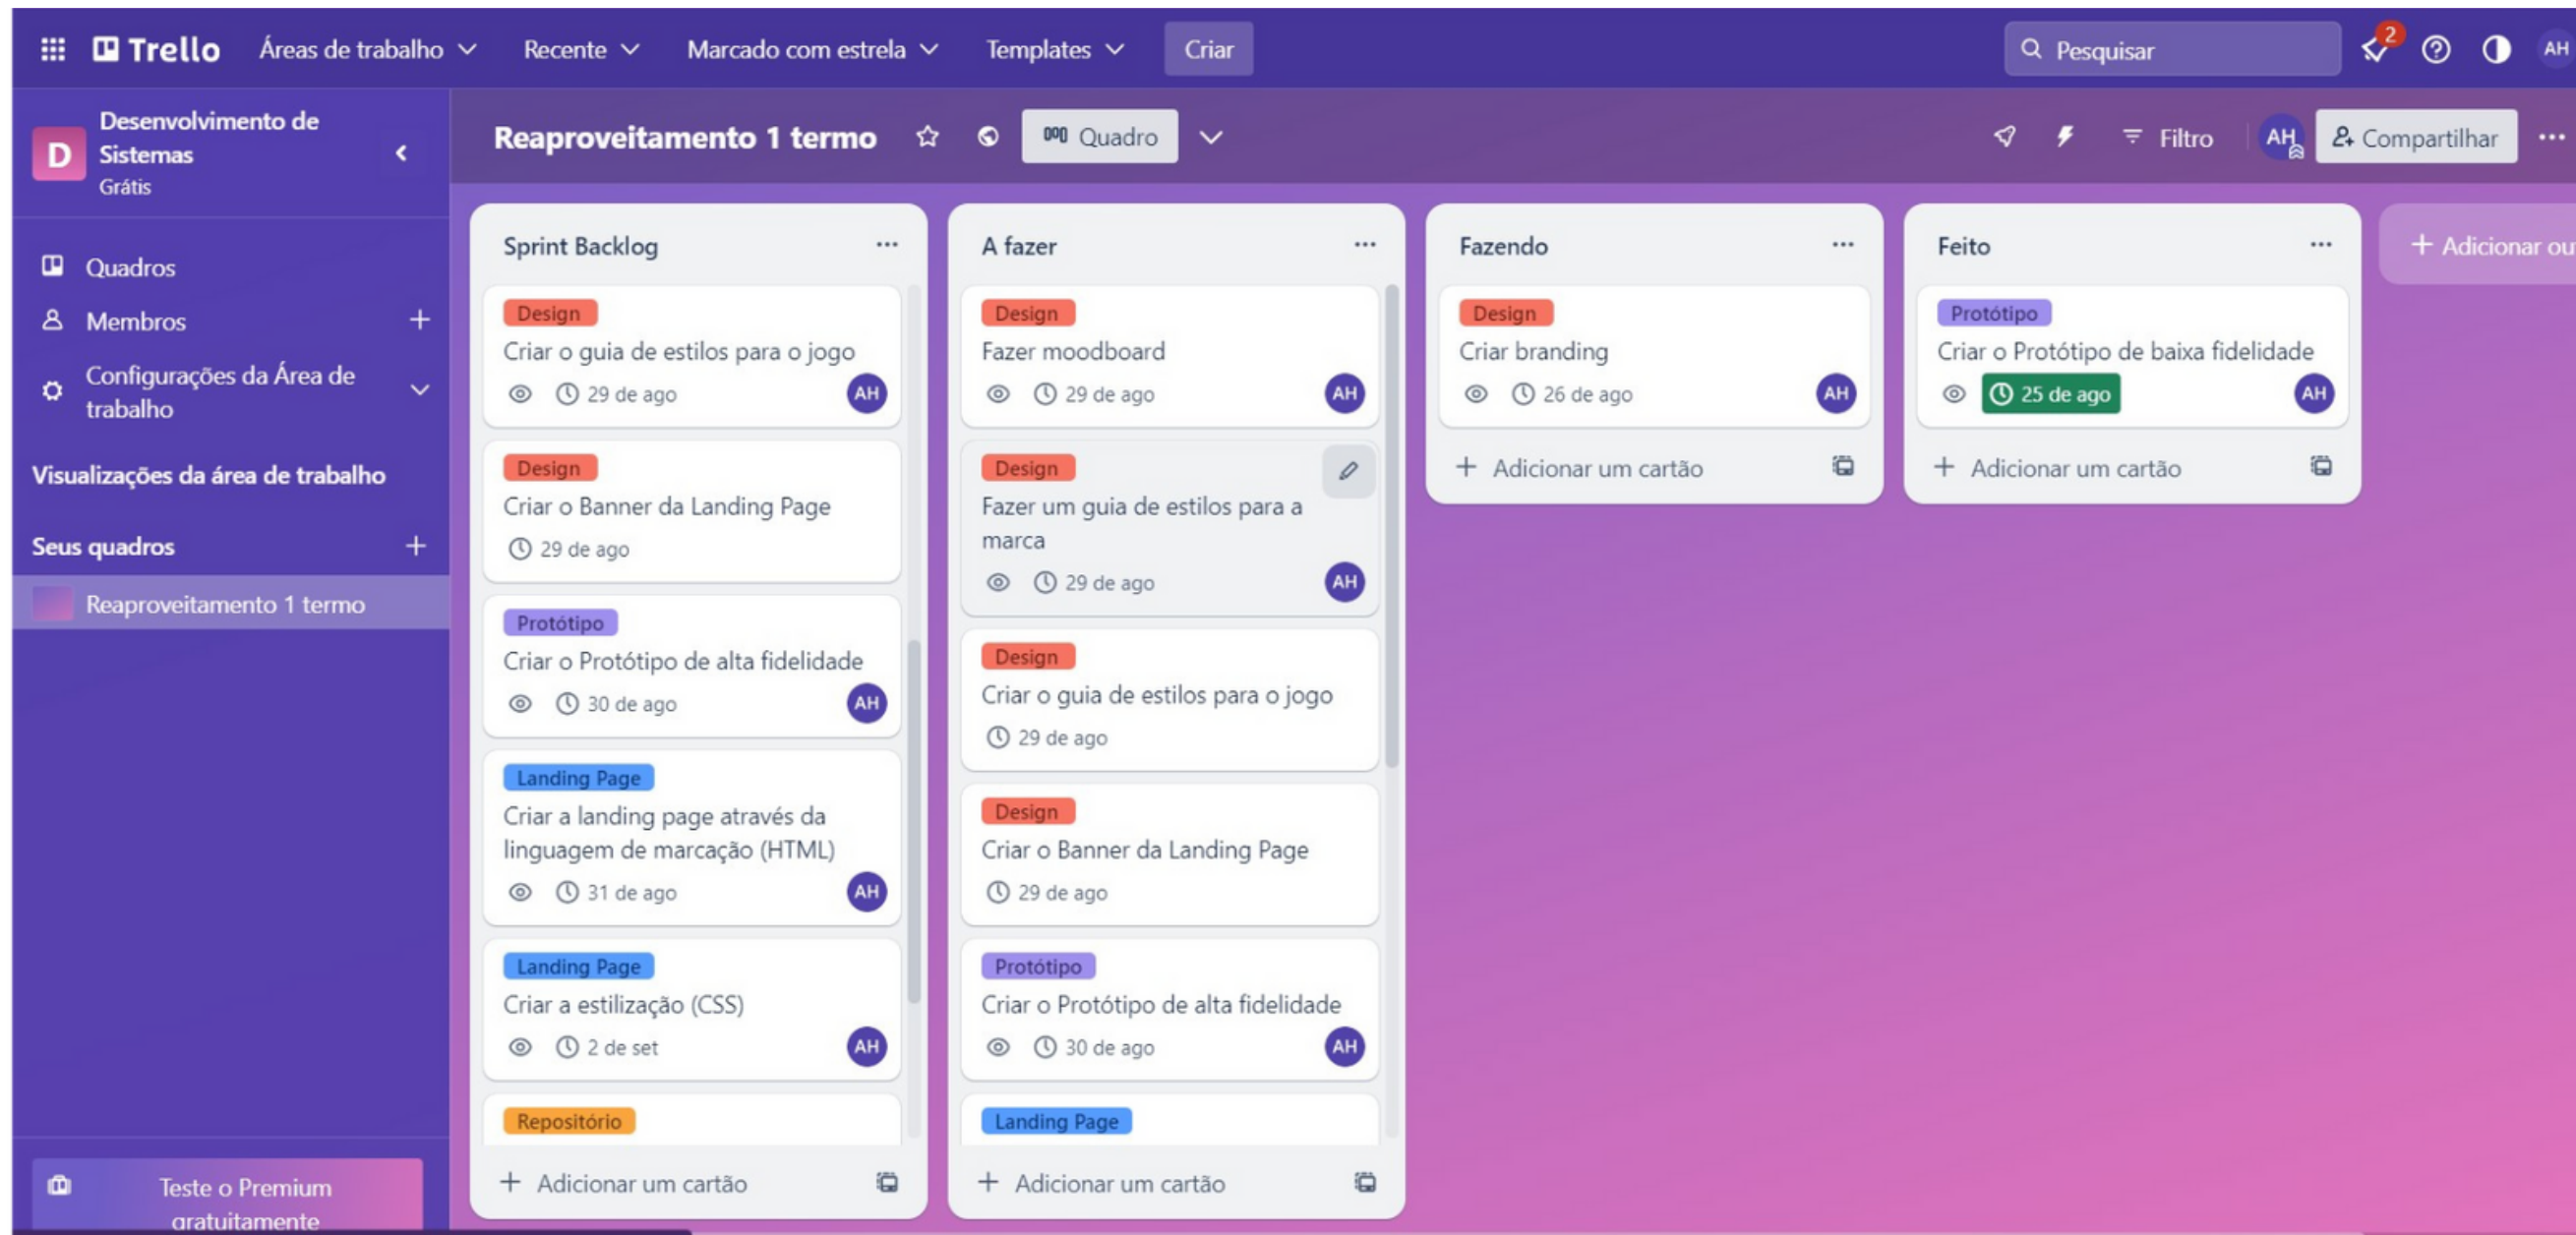 Trello Áreas de trabalho Recente Marcado com estrela Templates Criar Pesquisar 2 AH
D
Desenvolvimento de
Sistemas
Grátis
Quadros
Membros
Configurações da Área de
trabalho
Visualizações da área de trabalho
Seus quadros
Reaproveitamento 1 termo
Teste o Premium
gratuitamente
Reaproveitamento 1 termo Quadro Filtro AH Compartilhar
Sprint Backlog
Design
Criar o guia de estilos para o jogo
29 de ago AH
Design
Criar o Banner da Landing Page
29 de ago
Protótipo
Criar o Protótipo de alta fidelidade
30 de ago AH
Landing Page
Criar a landing page através da
linguagem de marcação (HTML)
31 de ago AH
Landing Page
Criar a estilização (CSS)
2 de set AH
Repositório
+ Adicionar um cartão
A fazer
Design
Fazer moodboard
29 de ago AH
Design
Fazer um guia de estilos para a
marca
29 de ago AH
Design
Criar o guia de estilos para o jogo
29 de ago
Design
Criar o Banner da Landing Page
29 de ago
Protótipo
Criar o Protótipo de alta fidelidade
30 de ago AH
Landing Page
+ Adicionar um cartão
Fazendo
Design
Criar branding
26 de ago AH
+ Adicionar um cartão
Feito
Protótipo
Criar o Protótipo de baixa fidelidade
25 de ago AH
+ Adicionar um cartão
+ Adicionar ou